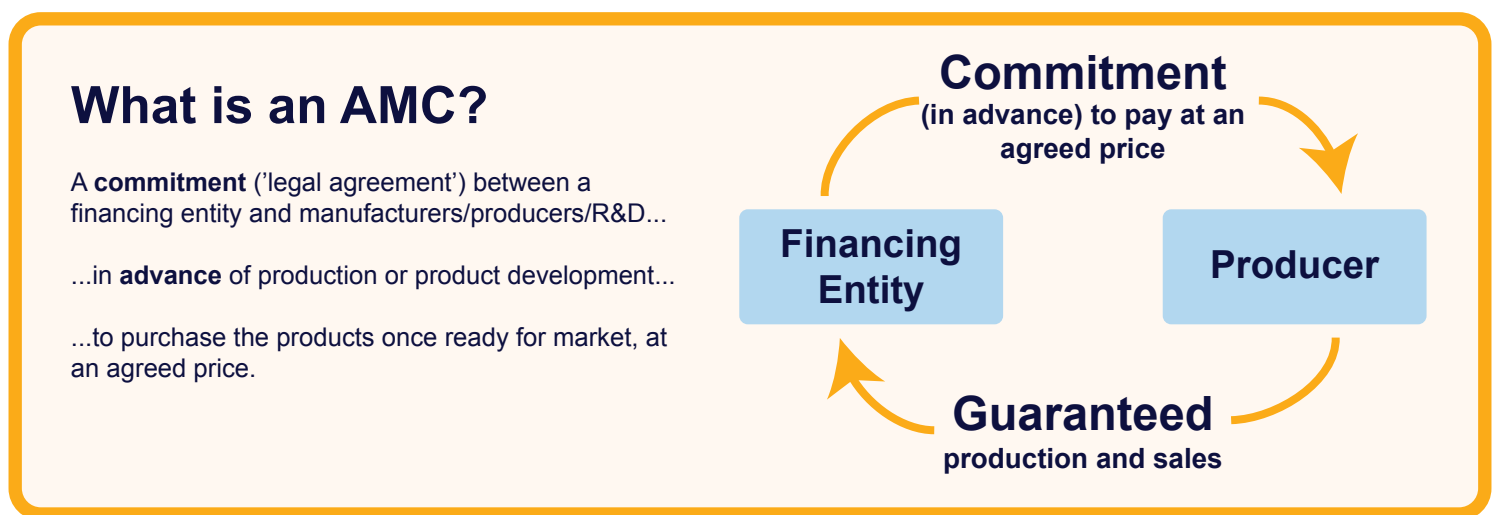 What is an AMC?
A commitment ('legal agreement') between a
financing entity and manufacturers/producers/R&D...
...in advance of production or product development...
...to purchase the products once ready for market, at
an agreed price.
Commitment
(in advance) to pay at an
agreed price
Financing
Entity
Producer
Guaranteed
production and sales